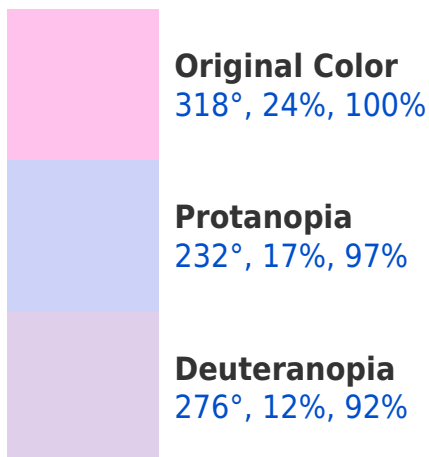 Original Color
318°, 24%, 100%
Protanopia
232°, 17%, 97%
Deuteranopia
276°, 12%, 92%